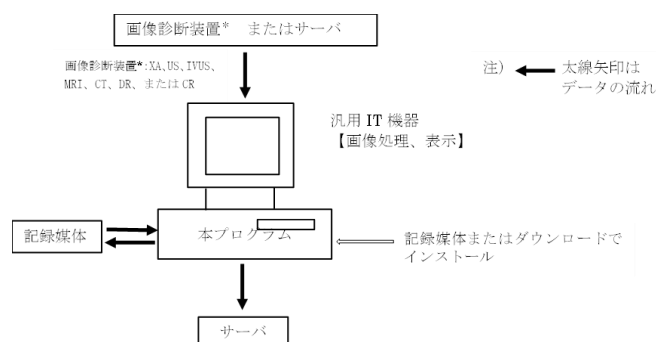 画像診断装置* またはサーバ
画像診断装置*:XA、US、IVUS、
MRI、CT、DR、またはCR
注) 太線矢印は
データの流れ
汎用 IT 機器
【画像処理、表示】
記録媒体
本プログラム
記録媒体またはダウンロードで
インストール
サーバ